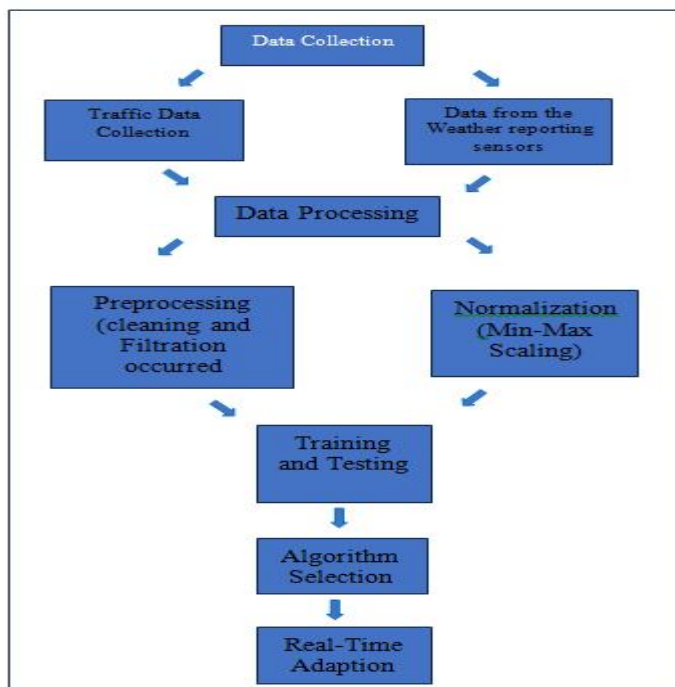 Data Collection
Traffic Data
Collection
Data from the
Weather reporting
sensors
Data Processing
Preprocessing
(cleaning and
Filtration
occurred
Normalization
(Min-Max
Scaling)
Training
and Testing
Algorithm
Selection
Real-Time
Adaption